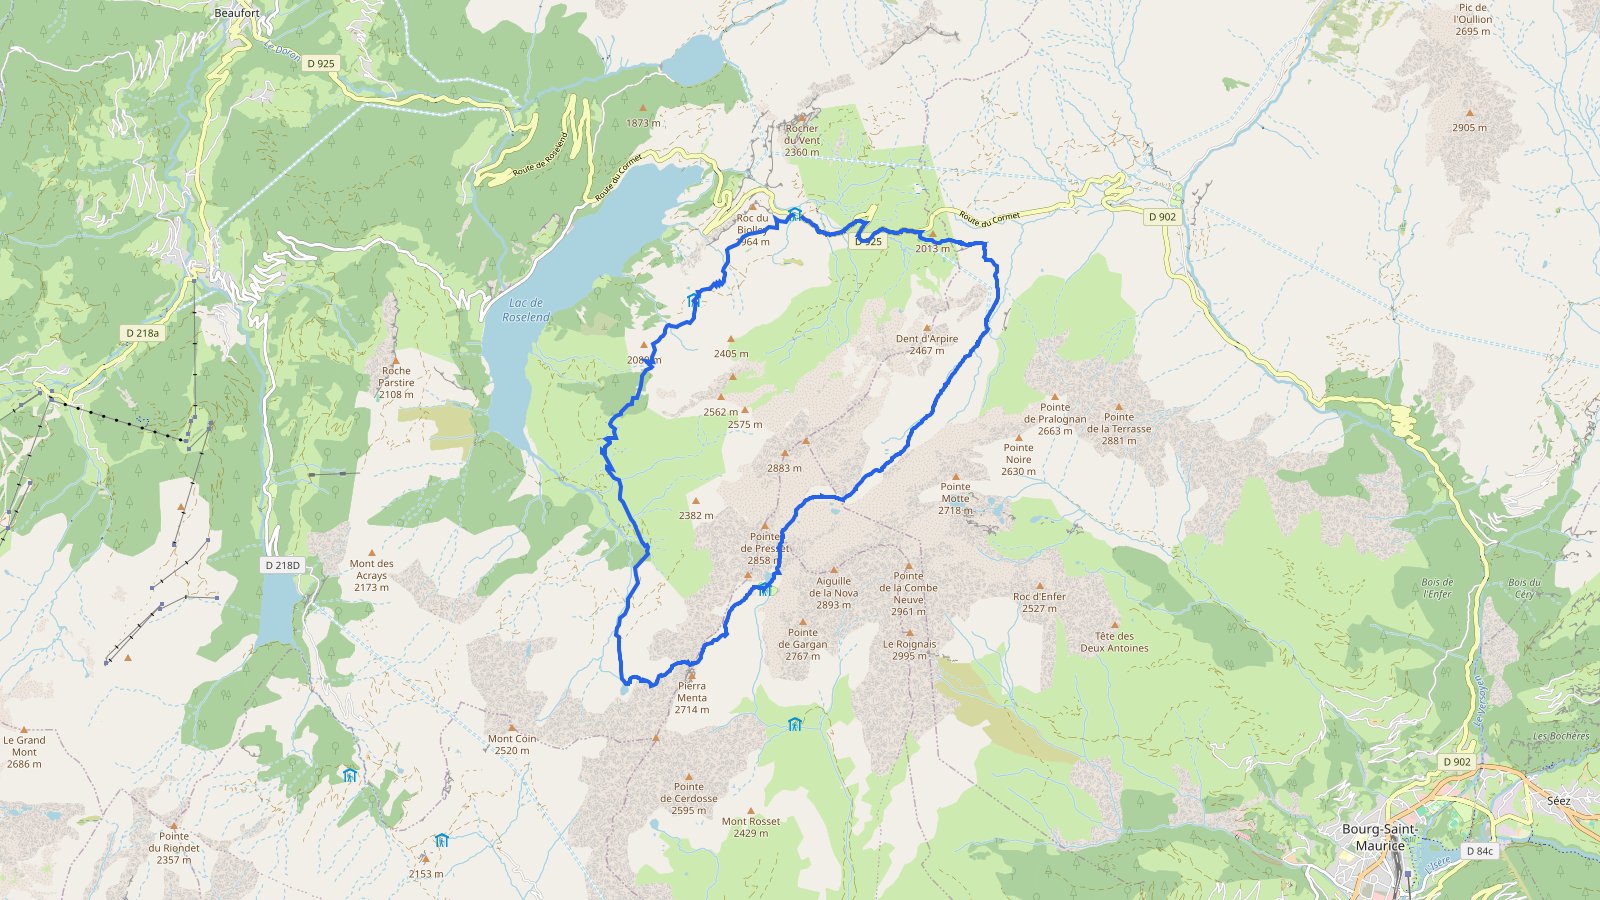 Beaufort
Le Doron
D 925
Pic de
l'Oullion
2695 m
1873 m
Rocher
du Vent
2360 m
2905 m
Route de Roselend
Route du Cormet
Roc du
Biolley
1964 m
D 925
2013 m
Route du Cormet
D 902
Lac de
Roselend
D 218a
Roche
Parstire
2108 m
2089 m
2405 m
Dent d'Arpire
2467 m
2562 m
2575 m
Pointe
de Pralognan
2663 m
Pointe
de la Terrasse
2881 m
Pointe
Noire
2630 m
2883 m
Pointe
Motte
2718 m
2382 m
Pointe
de Presset
2858 m
D 218D
Mont des
Acrays
2173 m
Aiguille
de la Nova
2893 m
Pointe
de la Combe
Neuve
2961 m
Roc d'Enfer
2527 m
Bois de
l'Enfer
Bois du
Céry
Pointe
de Gargan
2767 m
Le Roignais
2995 m
Tête des
Deux Antoines
Pierra
Menta
2714 m
Le Versoyen
Le Grand
Mont
2686 m
Mont Coin
2520 m
Les Bochères
D 902
Pointe
de Cerdosse
2595 m
Mont Rosset
2429 m
Séez
Bourg-Saint-
Maurice
D 84c
L'Isère
Pointe
du Riondet
2357 m
2153 m